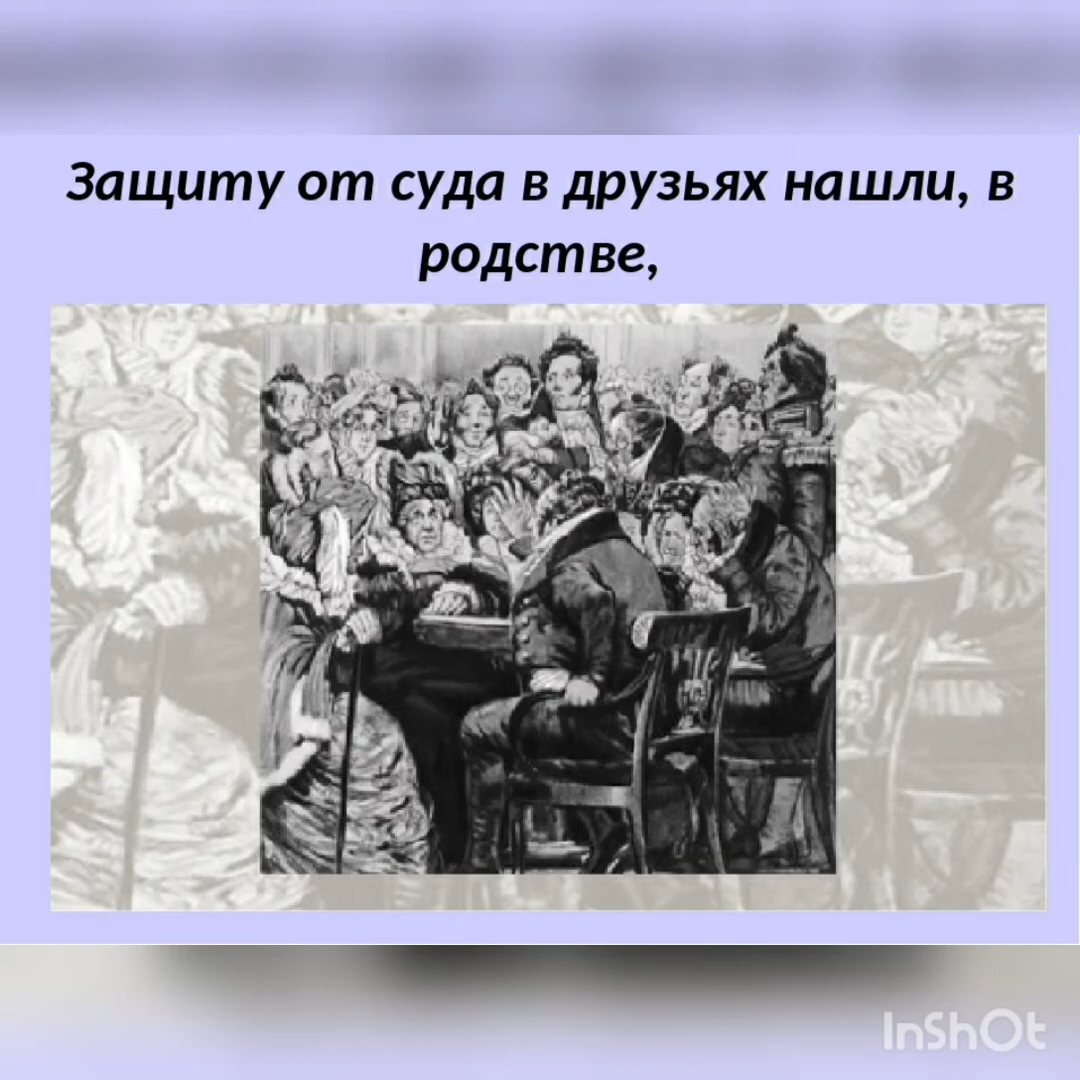 Защиту от суда в друзьях нашли, в
родстве,
InShOt